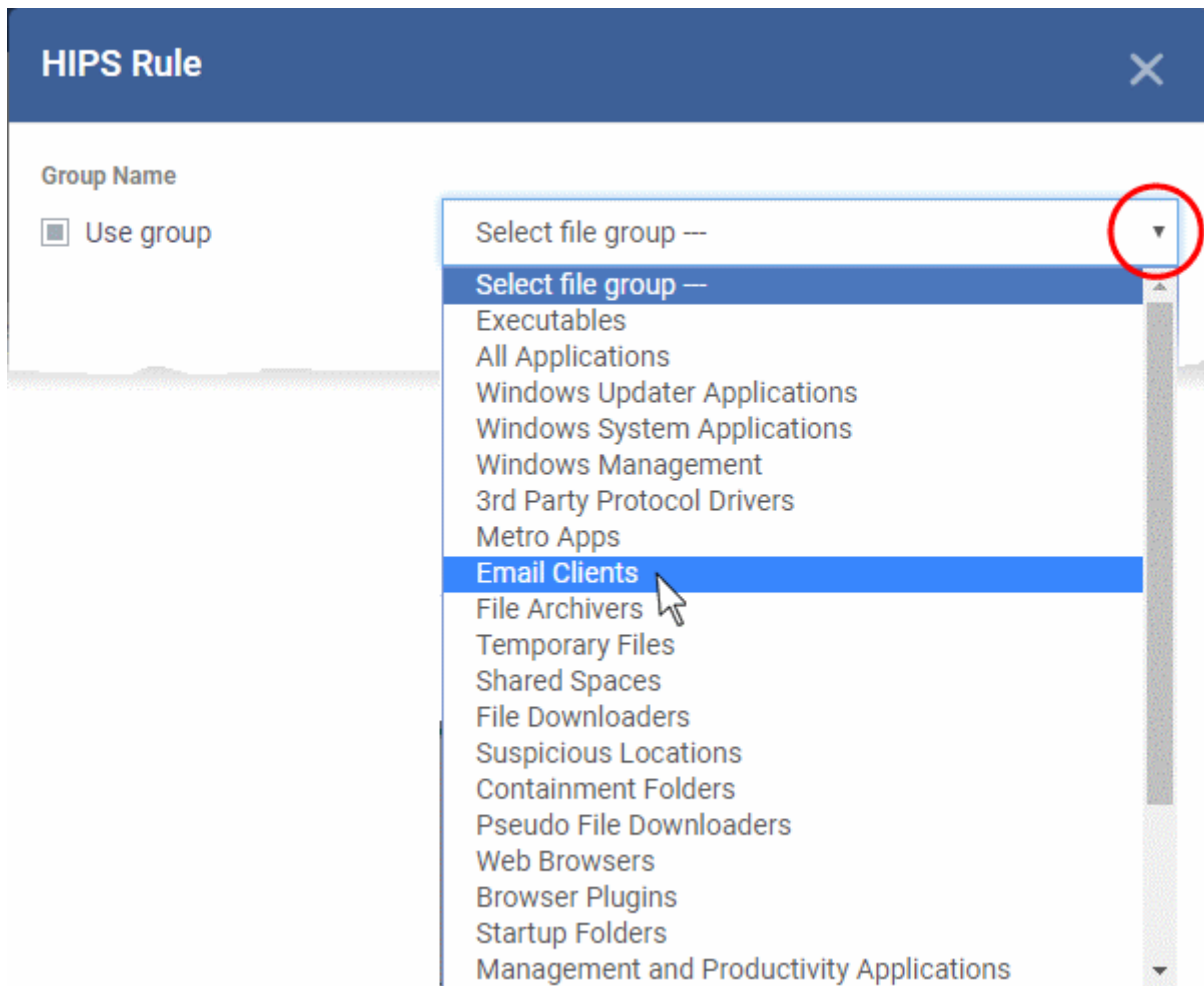 HIPS Rule
Group Name
Use group
Select file group ---
Select file group ---
Executables
All Applications
Windows Updater Applications
Windows System Applications
Windows Management
3rd Party Protocol Drivers
Metro Apps
Email Clients
File Archivers
Temporary Files
Shared Spaces
File Downloaders
Suspicious Locations
Containment Folders
Pseudo File Downloaders
Web Browsers
Browser Plugins
Startup Folders
Management and Productivity Applications